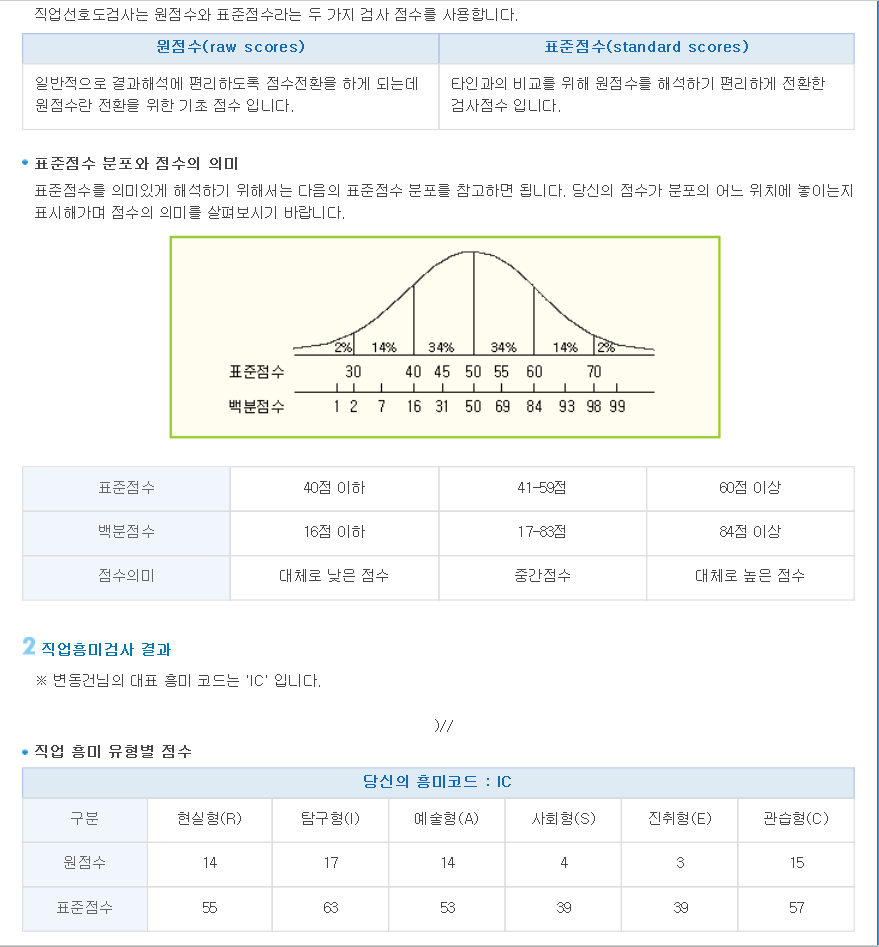 직업선호도검사는 원점수와 표준점수라는 두 가지 검사 점수를 사용합니다.
원점수(raw scores) 표준점수(standard scores)
일반적으로 결과해석에 편리하도록 점수전환을 하게 되는데 타인과의 비교를 위해 원점수를 해석하기 편리하게 전환한
원점수란 전환을 위한 기초 점수 입니다. 검사점수 입니다.
• 표준점수 분포와 점수의 의미
표준점수를 의미있게 해석하기 위해서는 다음의 표준점수 분포를 참고하면 됩니다. 당신의 점수가 분포의 어느 위치에 놓이는지
표시해가며 점수의 의미를 살펴보시기 바랍니다.
2% 14% 34% 34% 14% 2%
표준점수 30 40 45 50 55 60 70
백분점수 1 2 7 16 31 50 69 84 93 98 99
표준점수 40점 이하 41-59점 60점 이상
백분점수 16점 이하 17-83점 84점 이상
점수의미 대체로 낮은 점수 중간점수 대체로 높은 점수
2 직업흥미검사 결과
※ 변동건님의 대표 흥미 코드는 'IC' 입니다.
)//
• 직업 흥미 유형별 점수
당신의 흥미코드 : IC
구분 현실형(R) 탐구형(I) 예술형(A) 사회형(S) 진취형(E) 관습형(C)
원점수 14 17 14 4 3 15
표준점수 55 63 53 39 39 57